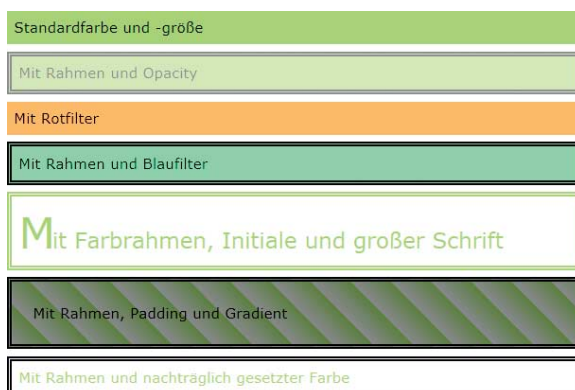 Standardfarbe und -größe
Mit Rahmen und Opacity
Mit Rotfilter
Mit Rahmen und Blaufilter
Mit Farbrahmen, Initiale und großer Schrift
Mit Rahmen, Padding und Gradient
Mit Rahmen und nachträglich gesetzter Farbe